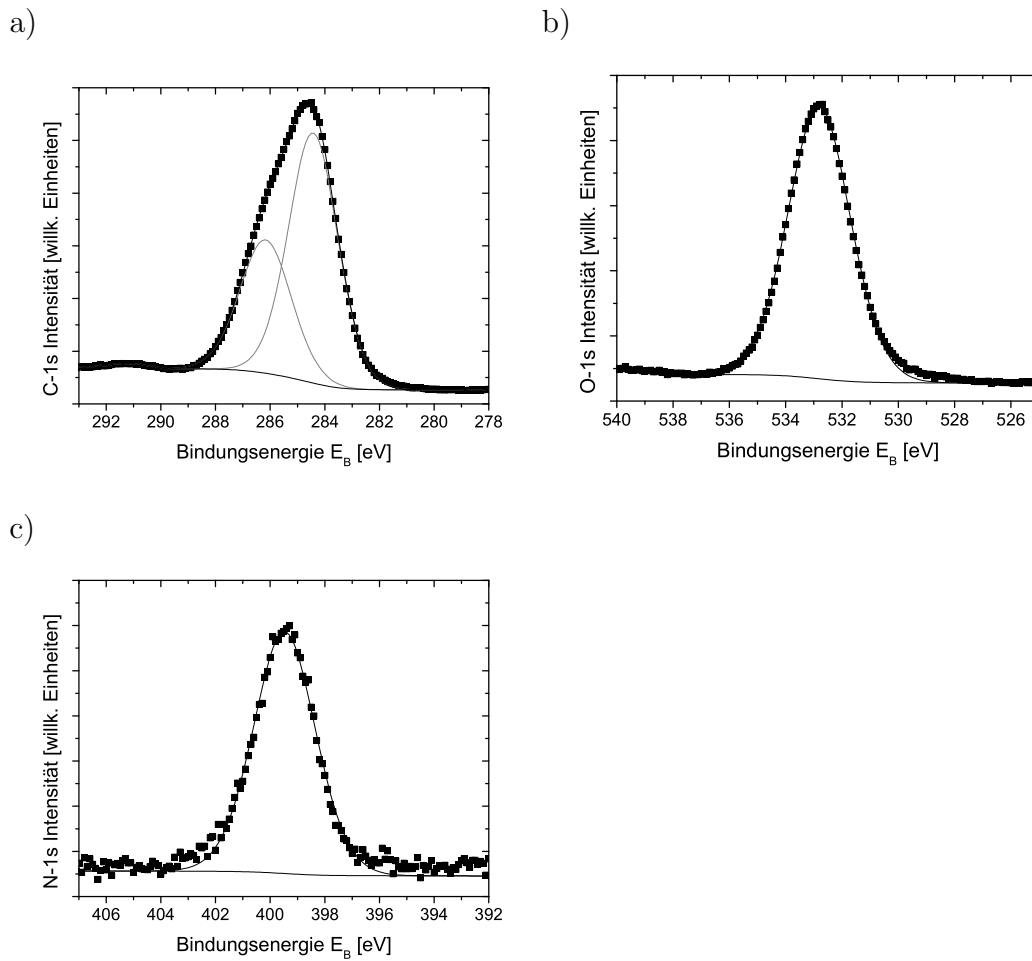 a)
C-1s Intensität [willk. Einheiten]
292 290 288 286 284 282 280 278
Bindungsenergie E_B [eV]
b)
O-1s Intensität [willk. Einheiten]
540 538 536 534 532 530 528 526
Bindungsenergie E_B [eV]
c)
N-1s Intensität [willk. Einheiten]
406 404 402 400 398 396 394 392
Bindungsenergie E_B [eV]